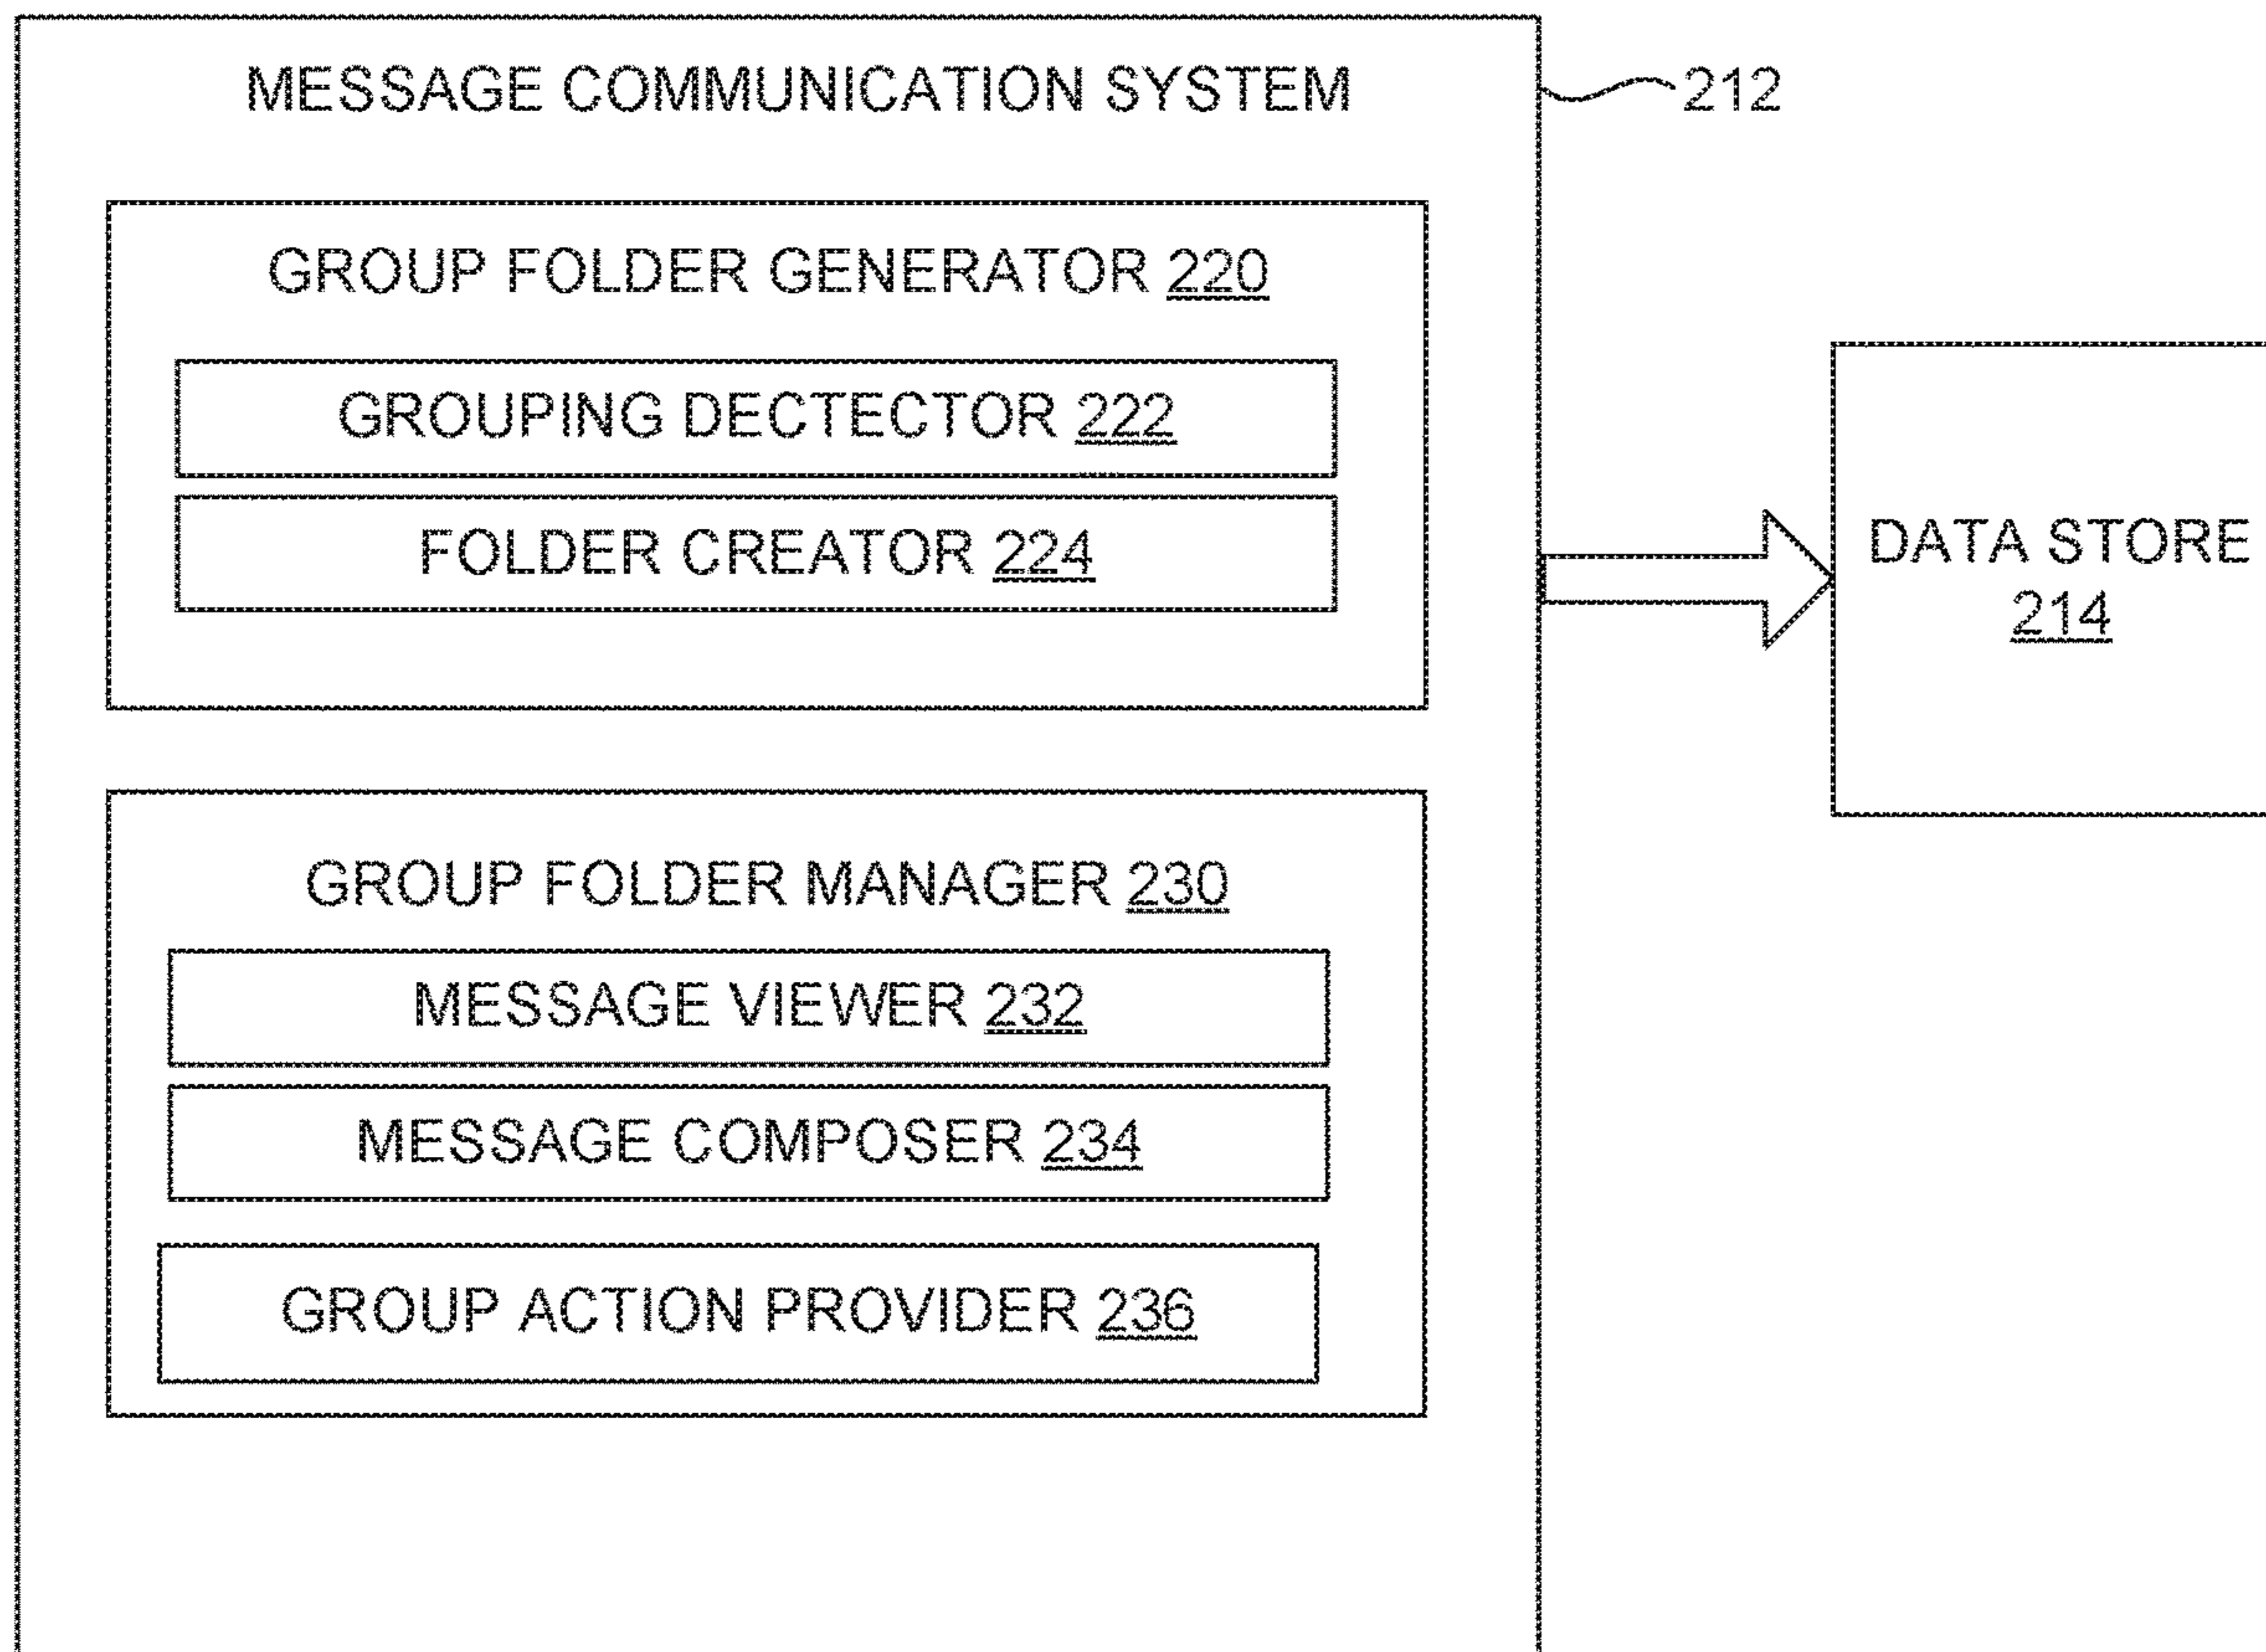 MESSAGE COMMUNICATION SYSTEM
212
GROUP FOLDER GENERATOR 220
GROUPING DECTECTOR 222
FOLDER CREATOR 224
DATA STORE
214
GROUP FOLDER MANAGER 230
MESSAGE VIEWER 232
MESSAGE COMPOSER 234
GROUP ACTION PROVIDER 236